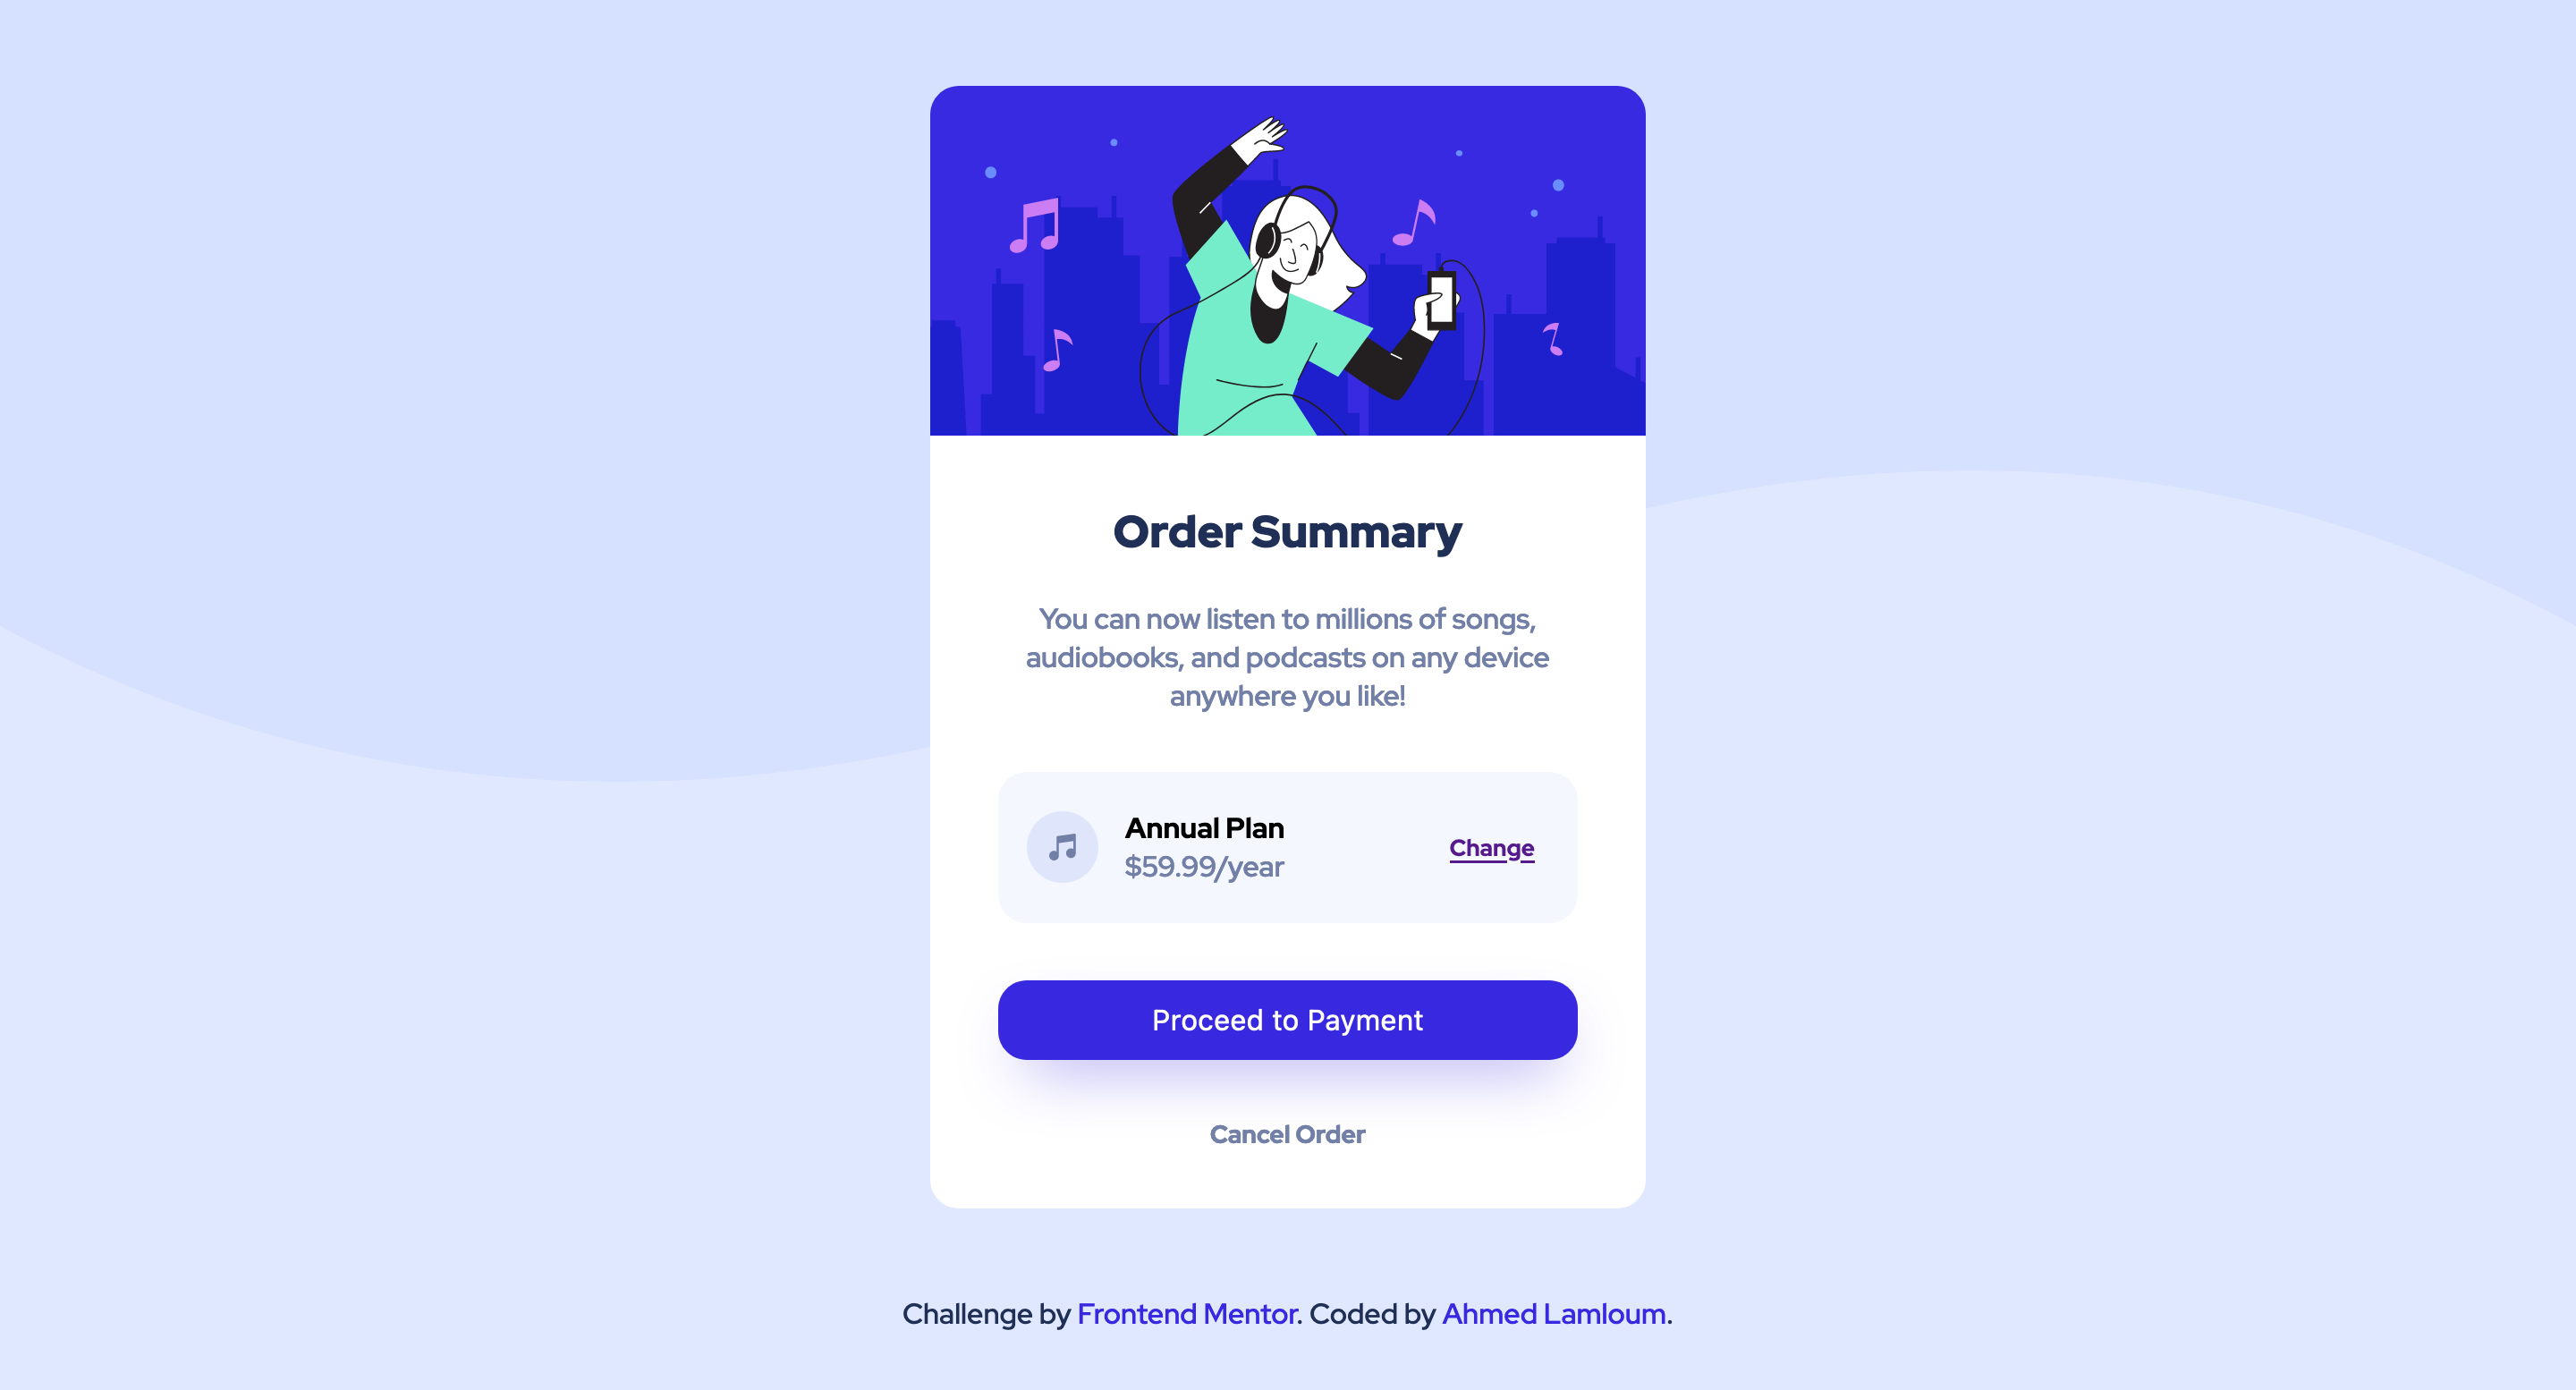 Order Summary
You can now listen to millions of songs,
audiobooks, and podcasts on any device
anywhere you like!
Annual Plan
$59.99/year
Change
Proceed to Payment
Cancel Order
Challenge by Frontend Mentor. Coded by Ahmed Lamloum.